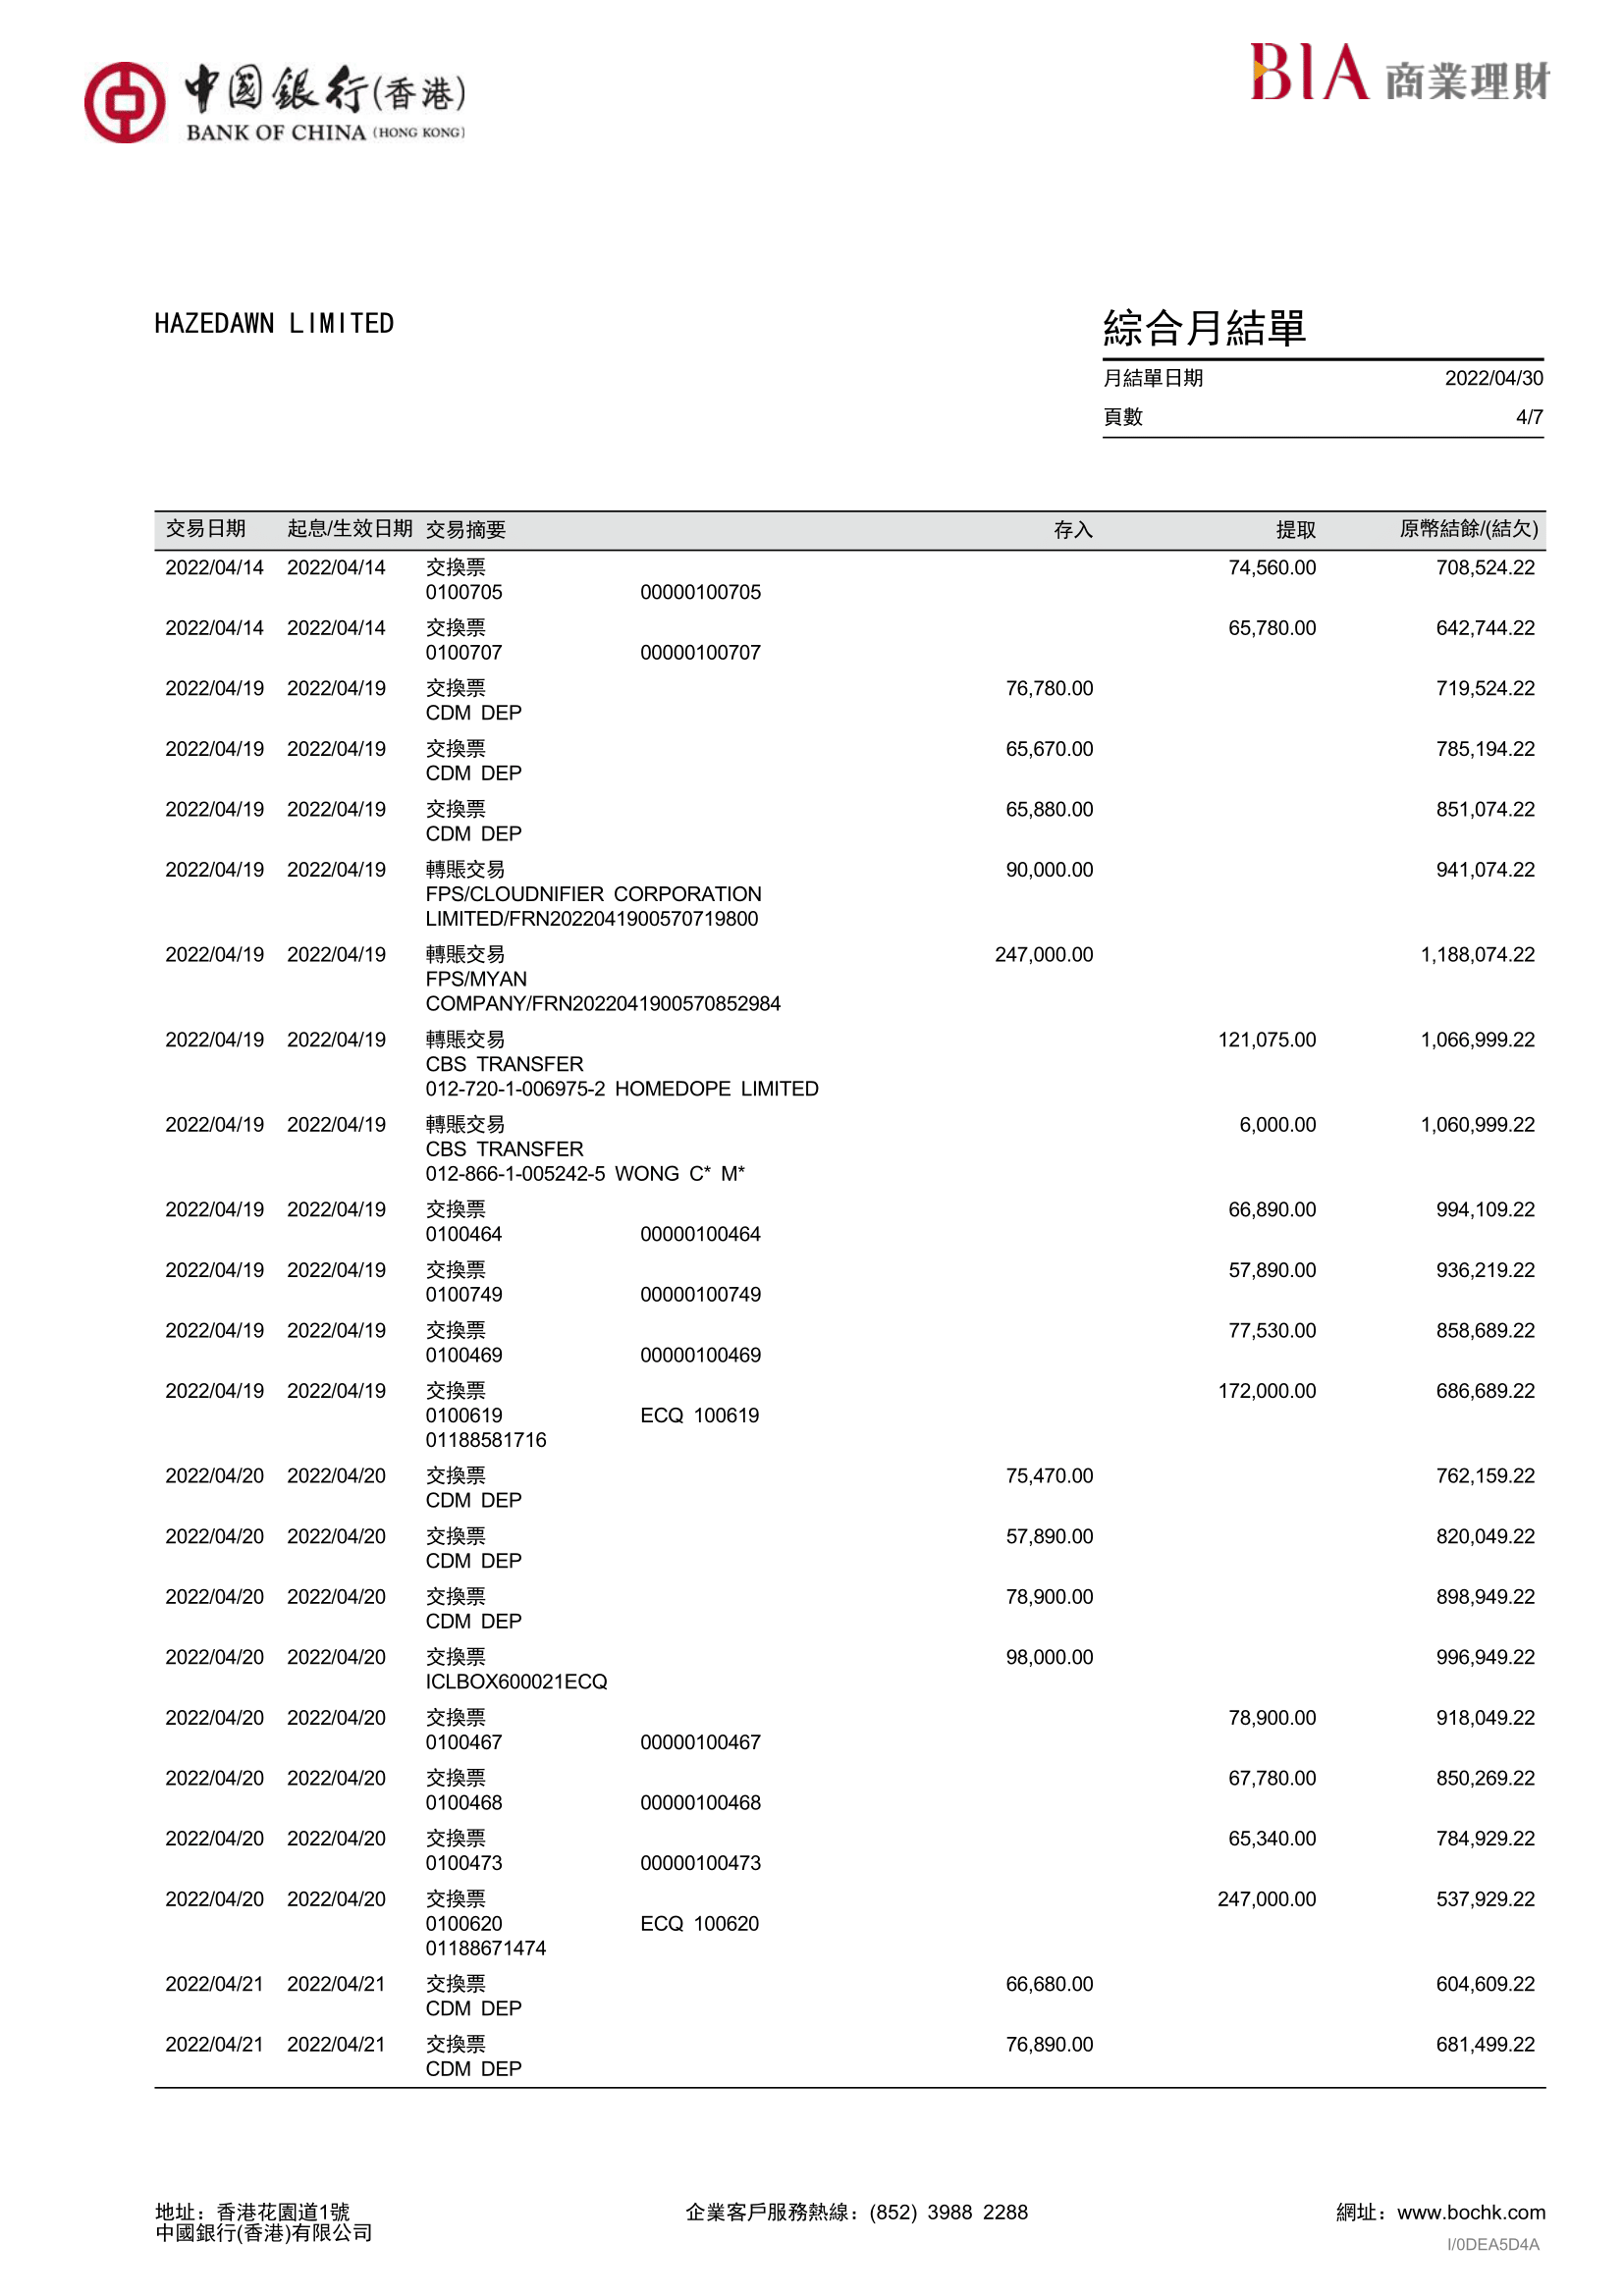 中國銀行(香港)
BANK OF CHINA (HONG KONG)
BIA 商業理財
HAZEDAWN LIMITED
綜合月結單
月結單日期 2022/04/30
頁數 4/7
交易日期 起息/生效日期 交易摘要 存入 提取 原幣結餘/(結欠)
2022/04/14 2022/04/14 交換票 74,560.00 708,524.22
0100705 00000100705
2022/04/14 2022/04/14 交換票 65,780.00 642,744.22
0100707 00000100707
2022/04/19 2022/04/19 交換票 76,780.00 719,524.22
CDM DEP
2022/04/19 2022/04/19 交換票 65,670.00 785,194.22
CDM DEP
2022/04/19 2022/04/19 交換票 65,880.00 851,074.22
CDM DEP
2022/04/19 2022/04/19 轉賬交易 90,000.00 941,074.22
FPS/CLOUDNIFIER CORPORATION
LIMITED/FRN2022041900570719800
2022/04/19 2022/04/19 轉賬交易 247,000.00 1,188,074.22
FPS/MYAN
COMPANY/FRN2022041900570852984
2022/04/19 2022/04/19 轉賬交易 121,075.00 1,066,999.22
CBS TRANSFER
012-720-1-006975-2 HOMEDOPE LIMITED
2022/04/19 2022/04/19 轉賬交易 6,000.00 1,060,999.22
CBS TRANSFER
012-866-1-005242-5 WONG C* M*
2022/04/19 2022/04/19 交換票 66,890.00 994,109.22
0100464 00000100464
2022/04/19 2022/04/19 交換票 57,890.00 936,219.22
0100749 00000100749
2022/04/19 2022/04/19 交換票 77,530.00 858,689.22
0100469 00000100469
2022/04/19 2022/04/19 交換票 172,000.00 686,689.22
0100619 ECQ 100619
01188581716
2022/04/20 2022/04/20 交換票 75,470.00 762,159.22
CDM DEP
2022/04/20 2022/04/20 交換票 57,890.00 820,049.22
CDM DEP
2022/04/20 2022/04/20 交換票 78,900.00 898,949.22
CDM DEP
2022/04/20 2022/04/20 交換票 98,000.00 996,949.22
ICLBOX600021ECQ
2022/04/20 2022/04/20 交換票 78,900.00 918,049.22
0100467 00000100467
2022/04/20 2022/04/20 交換票 67,780.00 850,269.22
0100468 00000100468
2022/04/20 2022/04/20 交換票 65,340.00 784,929.22
0100473 00000100473
2022/04/20 2022/04/20 交換票 247,000.00 537,929.22
0100620 ECQ 100620
01188671474
2022/04/21 2022/04/21 交換票 66,680.00 604,609.22
CDM DEP
2022/04/21 2022/04/21 交換票 76,890.00 681,499.22
CDM DEP
地址：香港花園道1號 企業客戶服務熱線：(852) 3988 2288 網址：www.bochk.com
中國銀行(香港)有限公司
I/0DEA5D4A